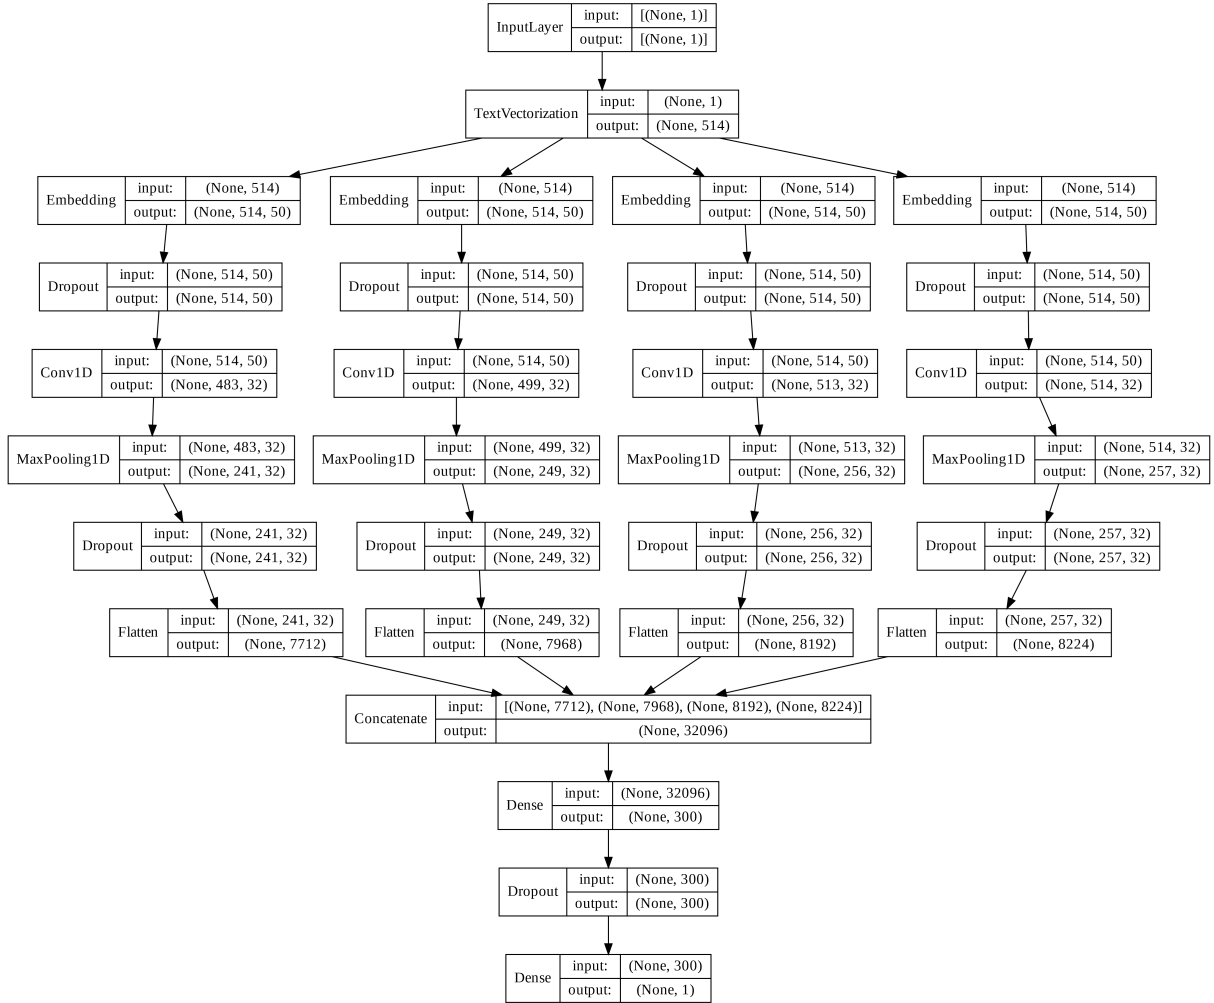 InputLayer input: [(None, 1)]
output: [(None, 1)]
TextVectorization input: (None, 1)
output: (None, 514)
Embedding input: (None, 514)
output: (None, 514, 50)
Embedding input: (None, 514)
output: (None, 514, 50)
Embedding input: (None, 514)
output: (None, 514, 50)
Embedding input: (None, 514)
output: (None, 514, 50)
Dropout input: (None, 514, 50)
output: (None, 514, 50)
Dropout input: (None, 514, 50)
output: (None, 514, 50)
Dropout input: (None, 514, 50)
output: (None, 514, 50)
Dropout input: (None, 514, 50)
output: (None, 514, 50)
Conv1D input: (None, 514, 50)
output: (None, 483, 32)
Conv1D input: (None, 514, 50)
output: (None, 499, 32)
Conv1D input: (None, 514, 50)
output: (None, 513, 32)
Conv1D input: (None, 514, 50)
output: (None, 514, 32)
MaxPooling1D input: (None, 483, 32)
output: (None, 241, 32)
MaxPooling1D input: (None, 499, 32)
output: (None, 249, 32)
MaxPooling1D input: (None, 513, 32)
output: (None, 256, 32)
MaxPooling1D input: (None, 514, 32)
output: (None, 257, 32)
Dropout input: (None, 241, 32)
output: (None, 241, 32)
Dropout input: (None, 249, 32)
output: (None, 249, 32)
Dropout input: (None, 256, 32)
output: (None, 256, 32)
Dropout input: (None, 257, 32)
output: (None, 257, 32)
Flatten input: (None, 241, 32)
output: (None, 7712)
Flatten input: (None, 249, 32)
output: (None, 7968)
Flatten input: (None, 256, 32)
output: (None, 8192)
Flatten input: (None, 257, 32)
output: (None, 8224)
Concatenate input: [(None, 7712), (None, 7968), (None, 8192), (None, 8224)]
output: (None, 32096)
Dense input: (None, 32096)
output: (None, 300)
Dropout input: (None, 300)
output: (None, 300)
Dense input: (None, 300)
output: (None, 1)